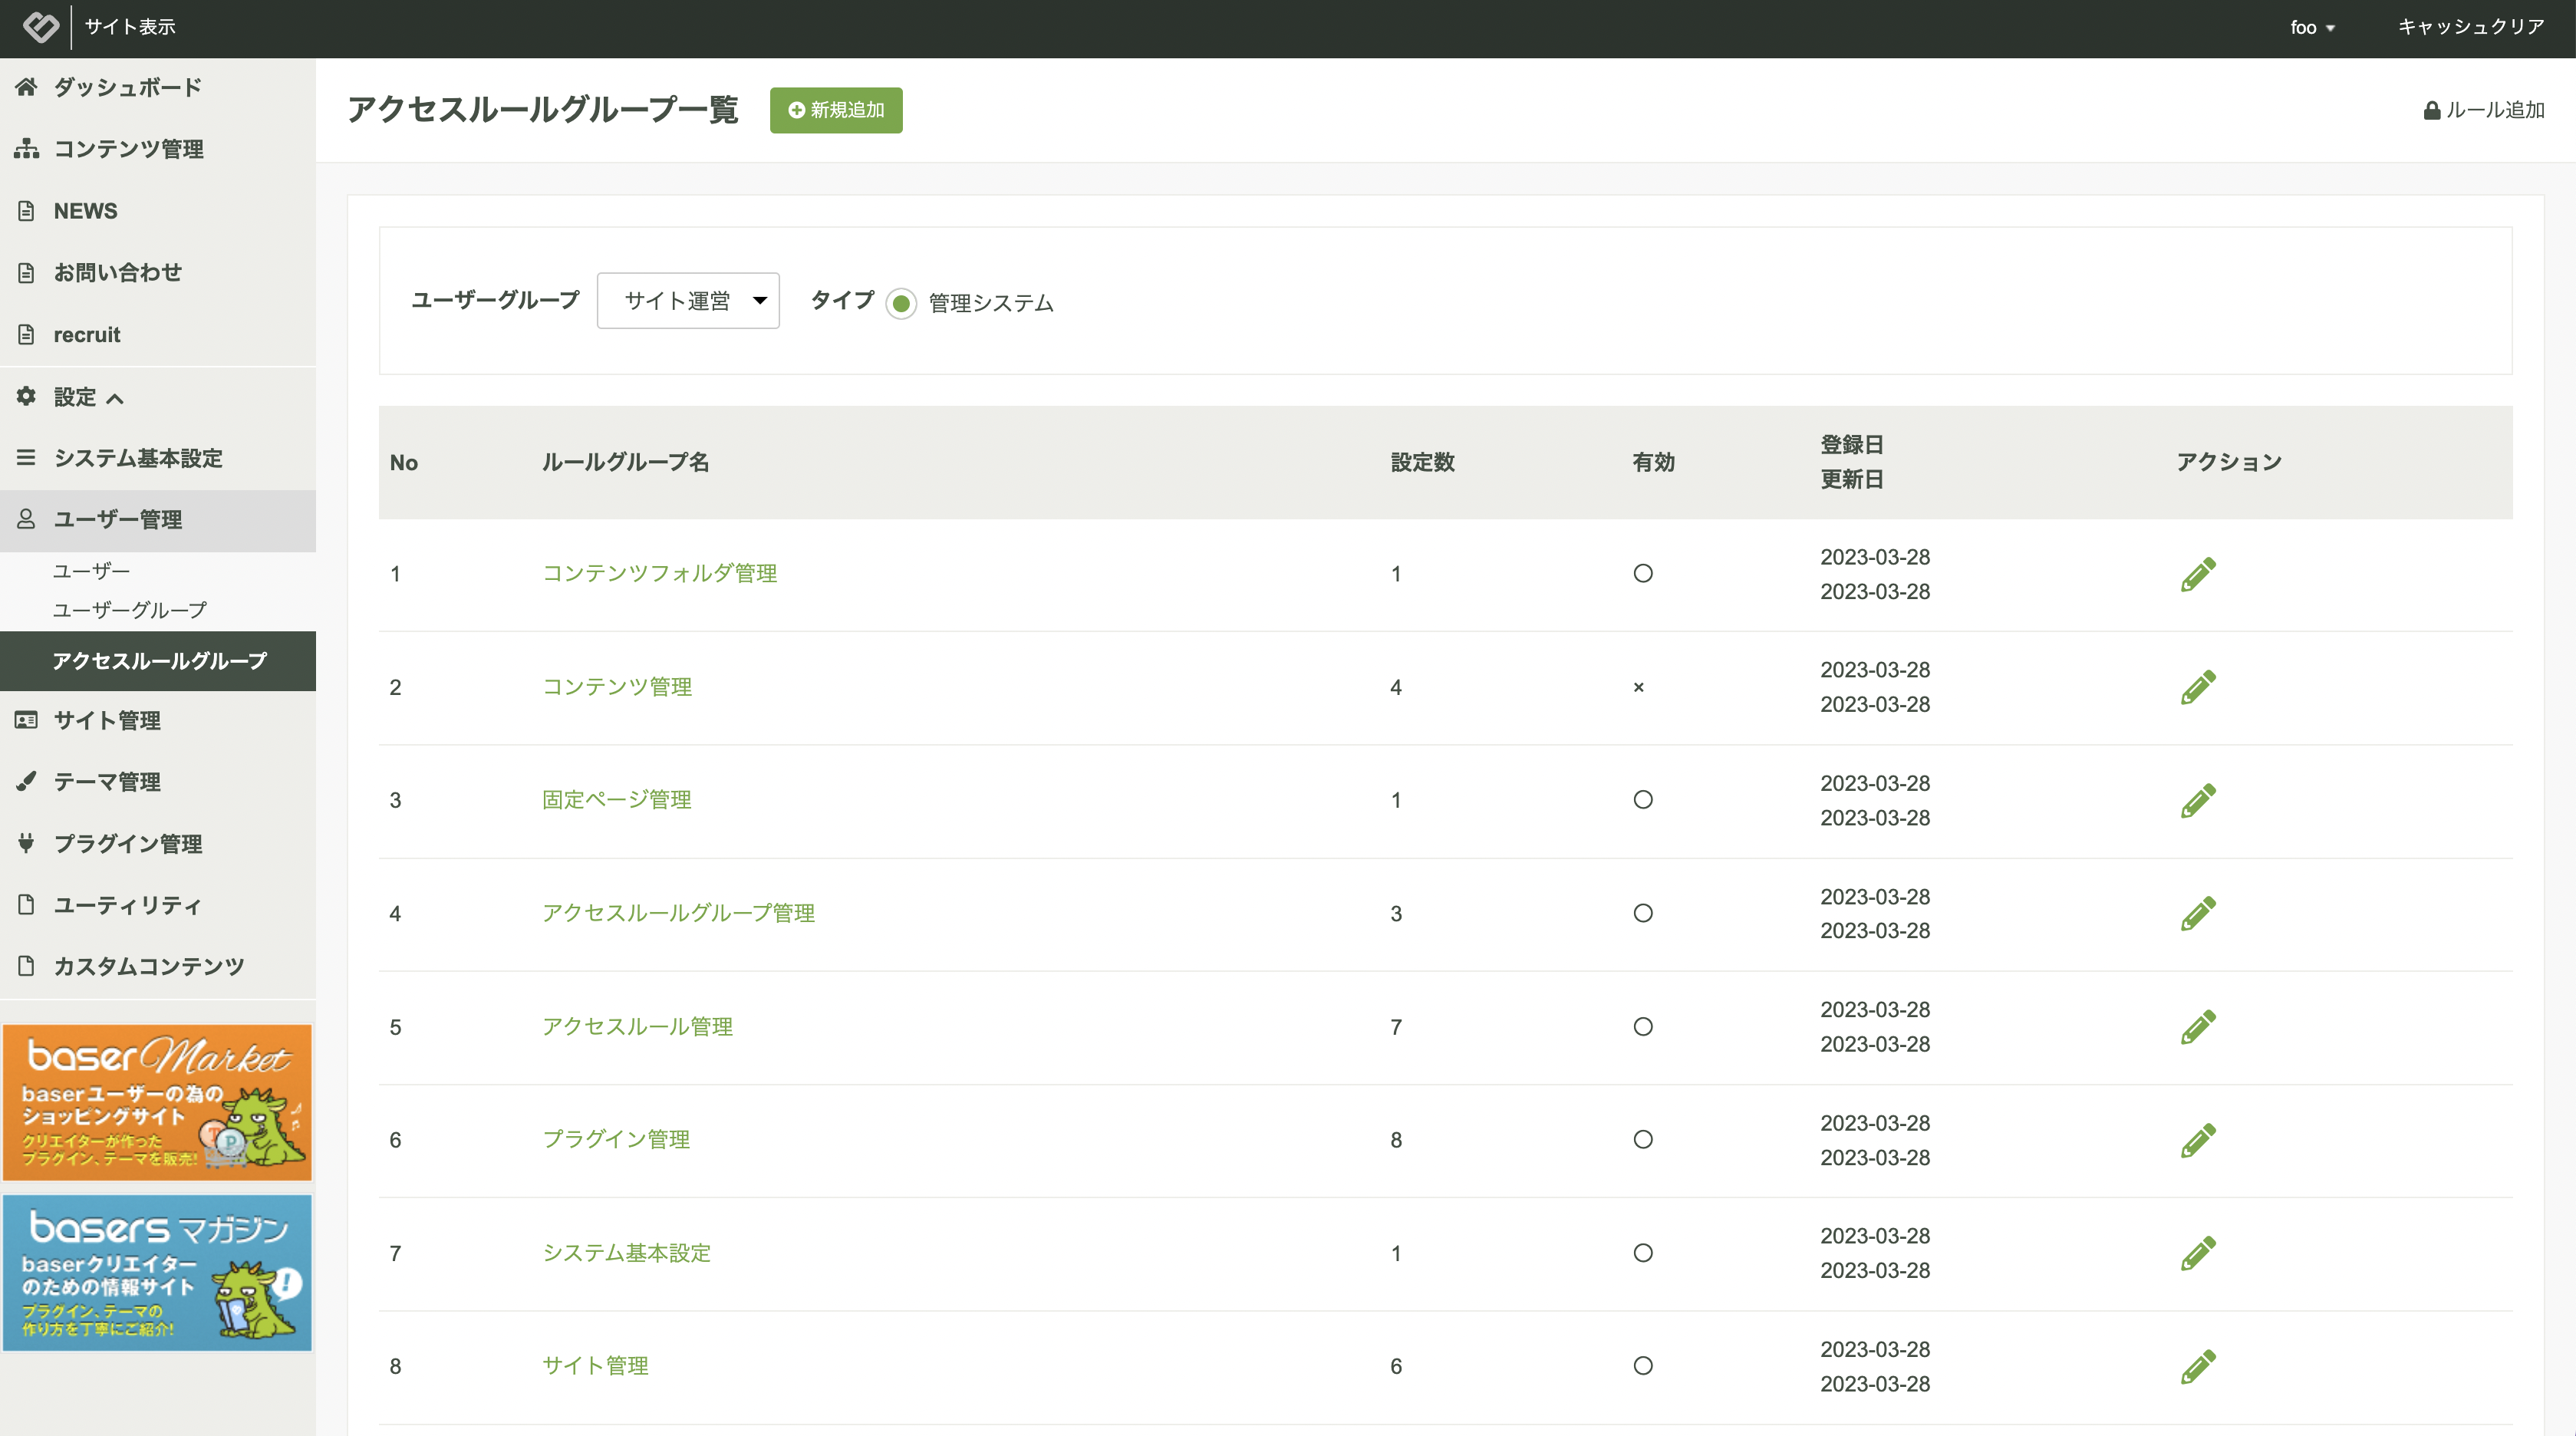 サイト表示
foo
キャッシュクリア
ダッシュボード
コンテンツ管理
NEWS
お問い合わせ
recruit
設定
システム基本設定
ユーザー管理
ユーザー
ユーザーグループ
アクセスルールグループ
サイト管理
テーマ管理
プラグイン管理
ユーティリティ
カスタムコンテンツ
baser Market
baserユーザーの為の
ショッピングサイト
クリエイターが作った
プラグイン、テーマを販売!
T P
basers マガジン
baserクリエイター
のための情報サイト
プラグイン、テーマの
作り方を丁寧にご紹介!
!
アクセスルールグループ一覧
新規追加
ルール追加
ユーザーグループ サイト運営 タイプ 管理システム
No ルールグループ名 設定数 有効 登録日 アクション
更新日
1 コンテンツフォルダ管理 1 ○ 2023-03-28
2023-03-28
2 コンテンツ管理 4 × 2023-03-28
2023-03-28
3 固定ページ管理 1 ○ 2023-03-28
2023-03-28
4 アクセスルールグループ管理 3 ○ 2023-03-28
2023-03-28
5 アクセスルール管理 7 ○ 2023-03-28
2023-03-28
6 プラグイン管理 8 ○ 2023-03-28
2023-03-28
7 システム基本設定 1 ○ 2023-03-28
2023-03-28
8 サイト管理 6 ○ 2023-03-28
2023-03-28